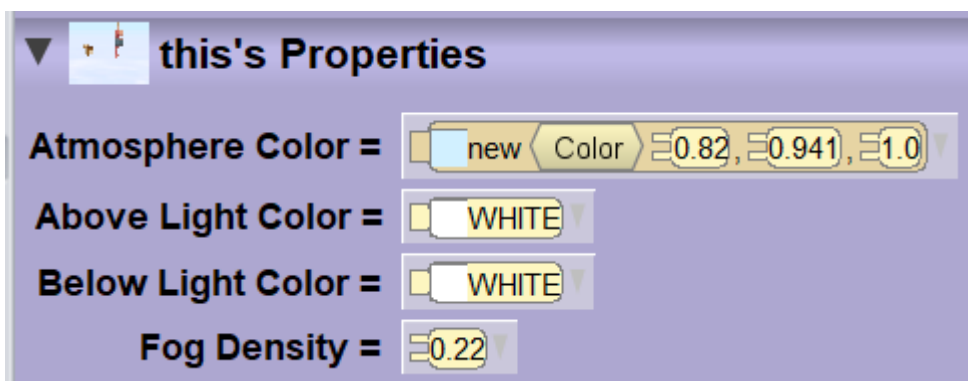 this's Properties
Atmosphere Color = new Color 0.82, 0.941, 1.0
Above Light Color = WHITE
Below Light Color = WHITE
Fog Density = 0.22